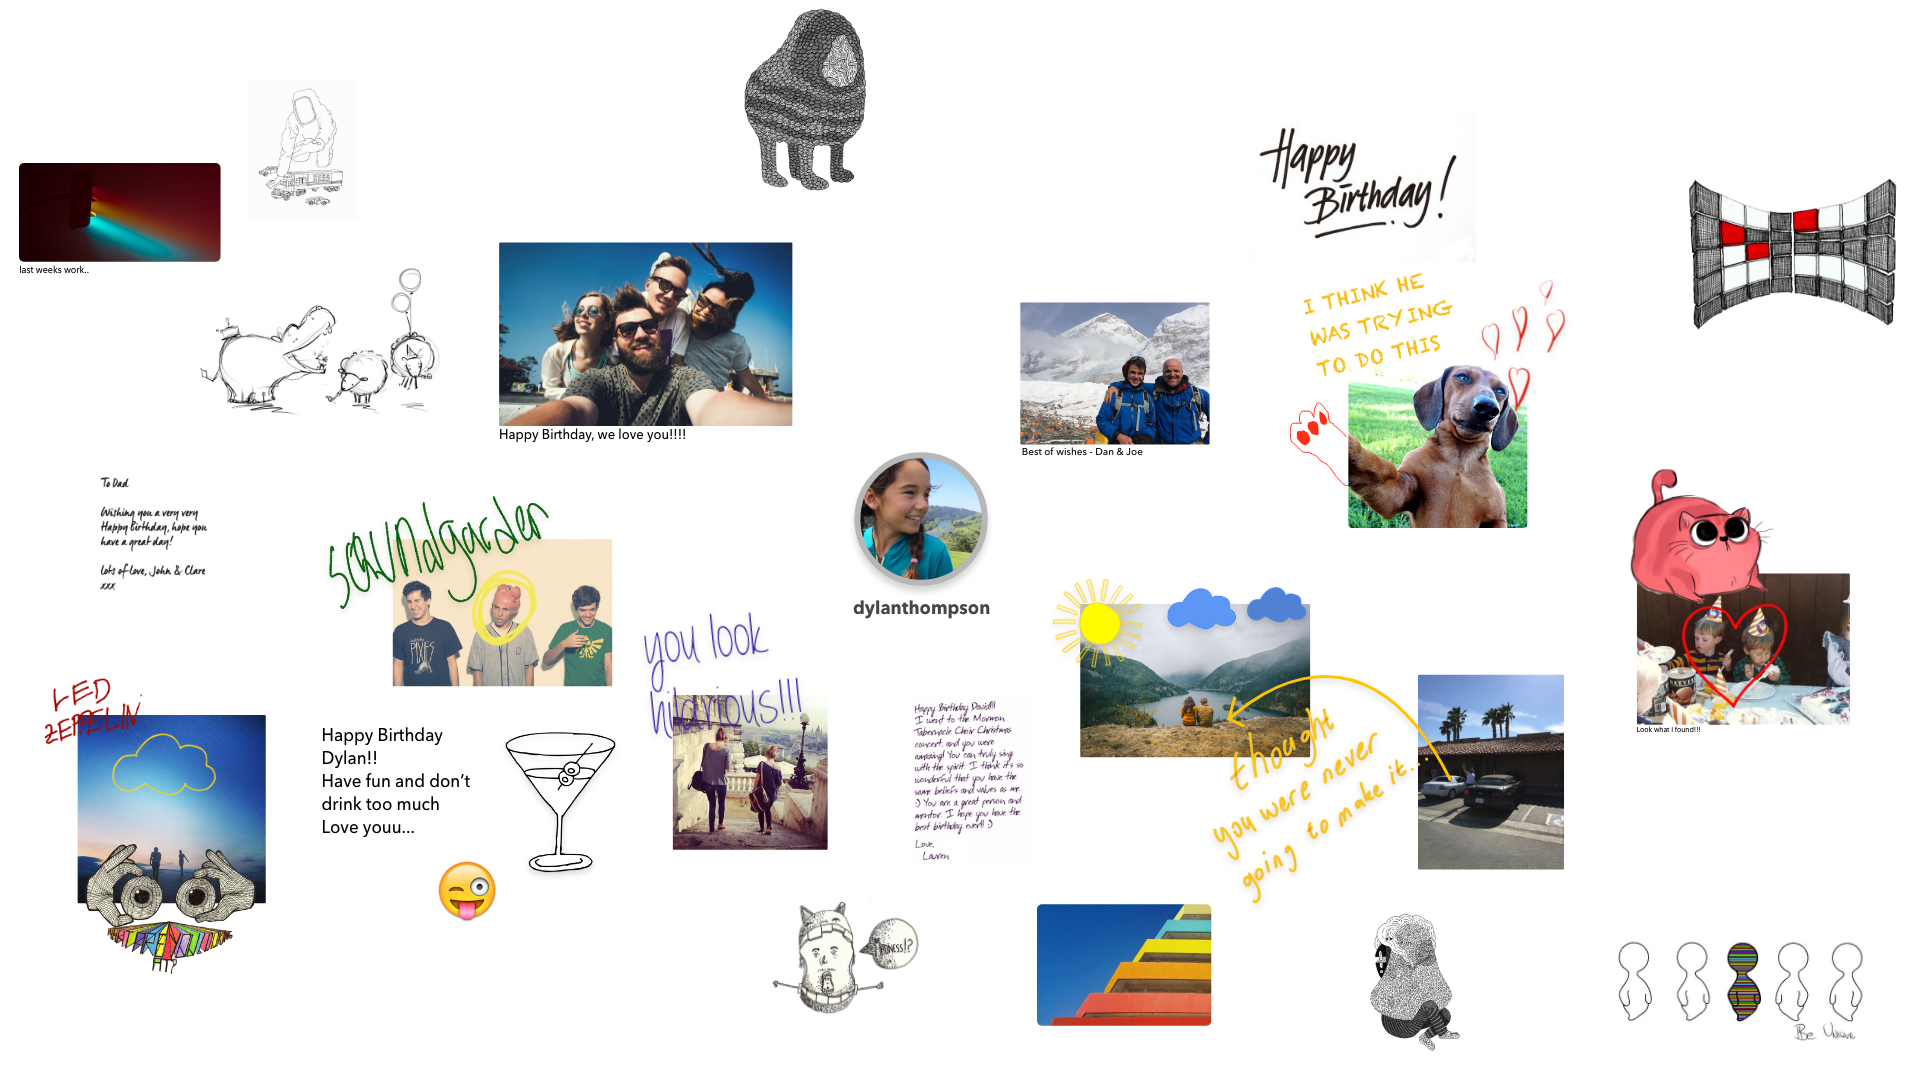 Happy
Birthday!
last weeks work..
I THINK HE
WAS TRYING
TO DO THIS
Happy Birthday, we love you!!!!
Best of wishes - Dan & Joe
To Dad
Wishing you a very very
Happy Birthday, hope you
have a great day!
lots of love, John & Clare
xxx
soundgarden
PIXIES
dylanthompson
you look
hilarious!!!
LED
ZEPPELIN
Happy Birthday
Dylan!!
Have fun and don't
drink too much
Love youu...
Happy Birthday David!!!
I went to the Mormon
Tabernacle Choir Christmas
concert, and you were
amazing! You can truly sing
with the spirit. I think it's so
wonderful that you have the
same beliefs and values as me
:) You are a great person and
mentor. I hope you have the
best birthday ever!! :)
Love,
Lauren
thought
you were never
going to make it...
Look what I found!!!
Madness!?
Be Unique